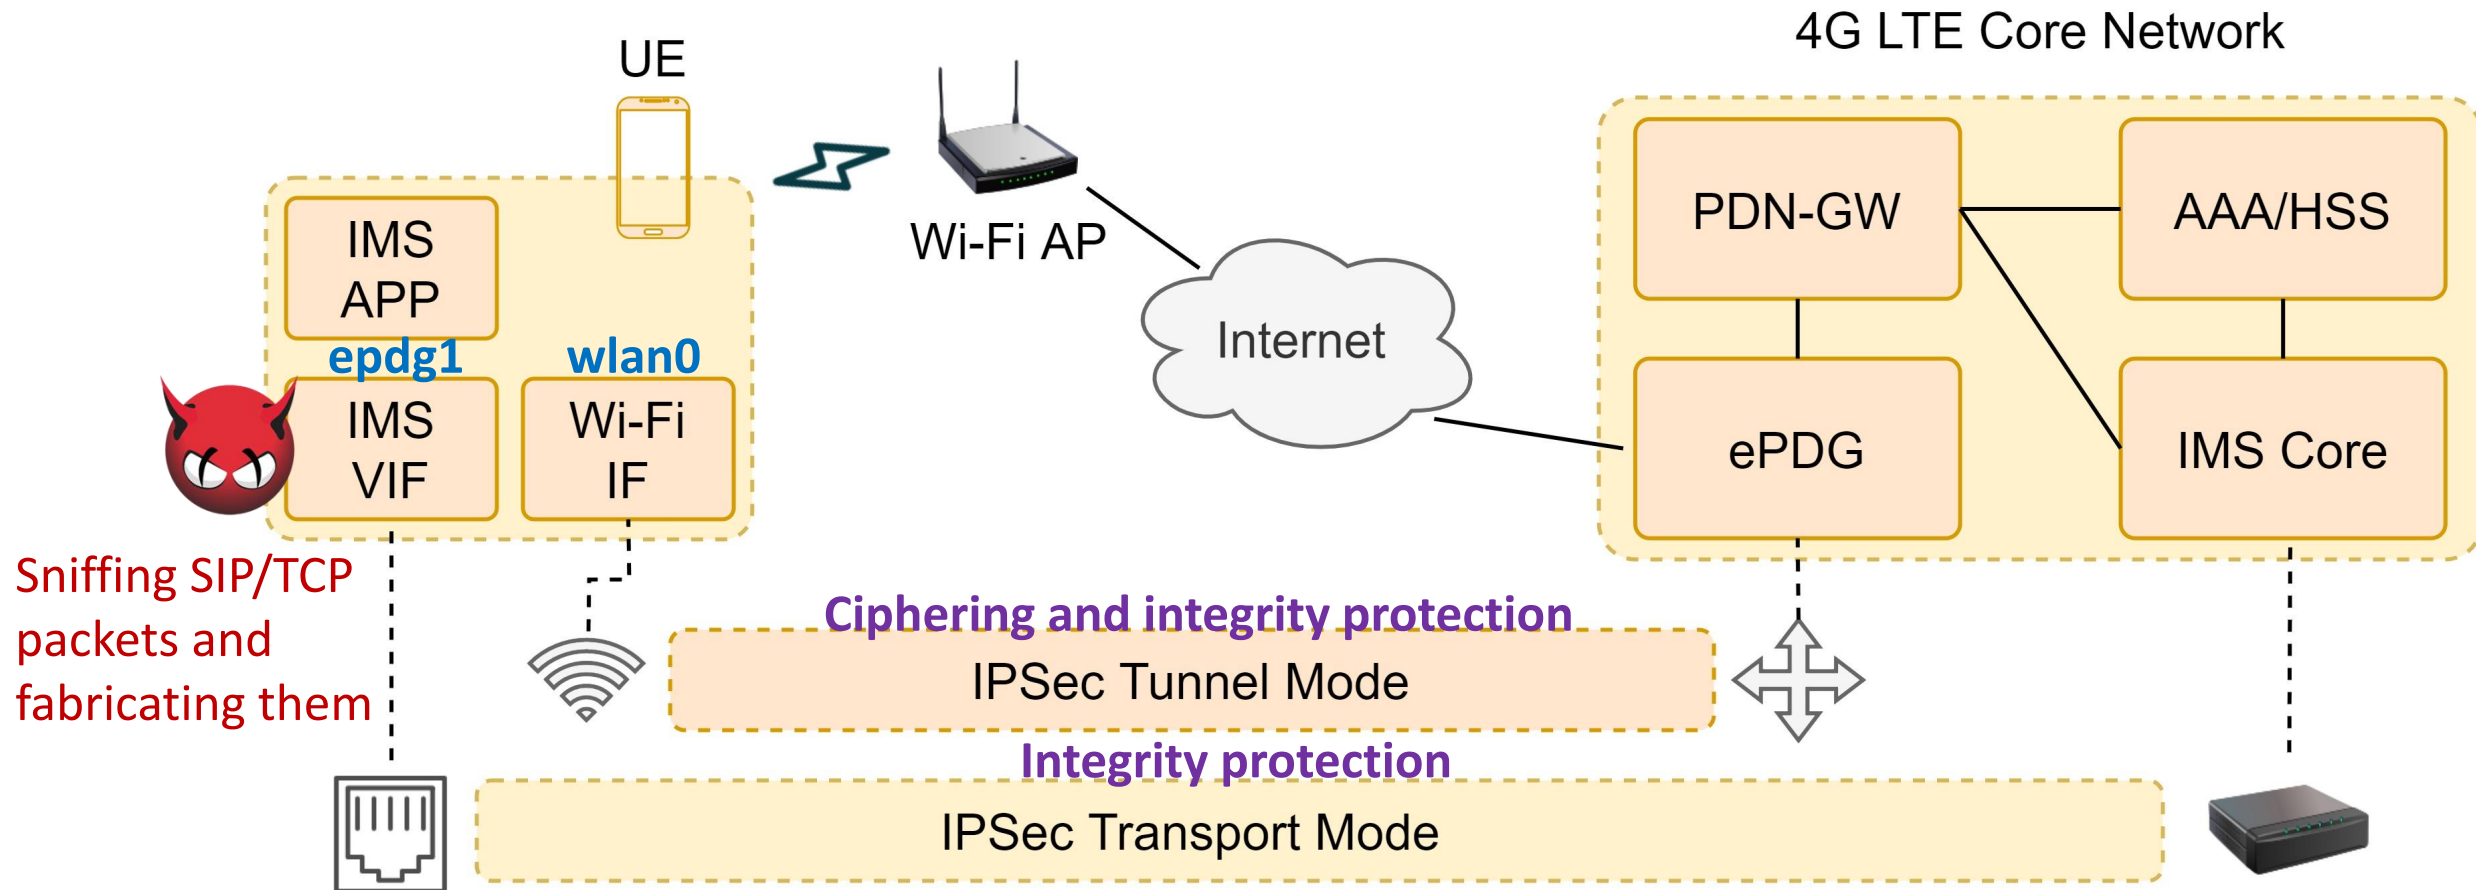 4G LTE Core Network
UE
Wi-Fi AP
Internet
IMS
APP
epdg1
wlan0
IMS
VIF
Wi-Fi
IF
PDN-GW
AAA/HSS
ePDG
IMS Core
Sniffing SIP/TCP
packets and
fabricating them
Ciphering and integrity protection
IPSec Tunnel Mode
Integrity protection
IPSec Transport Mode